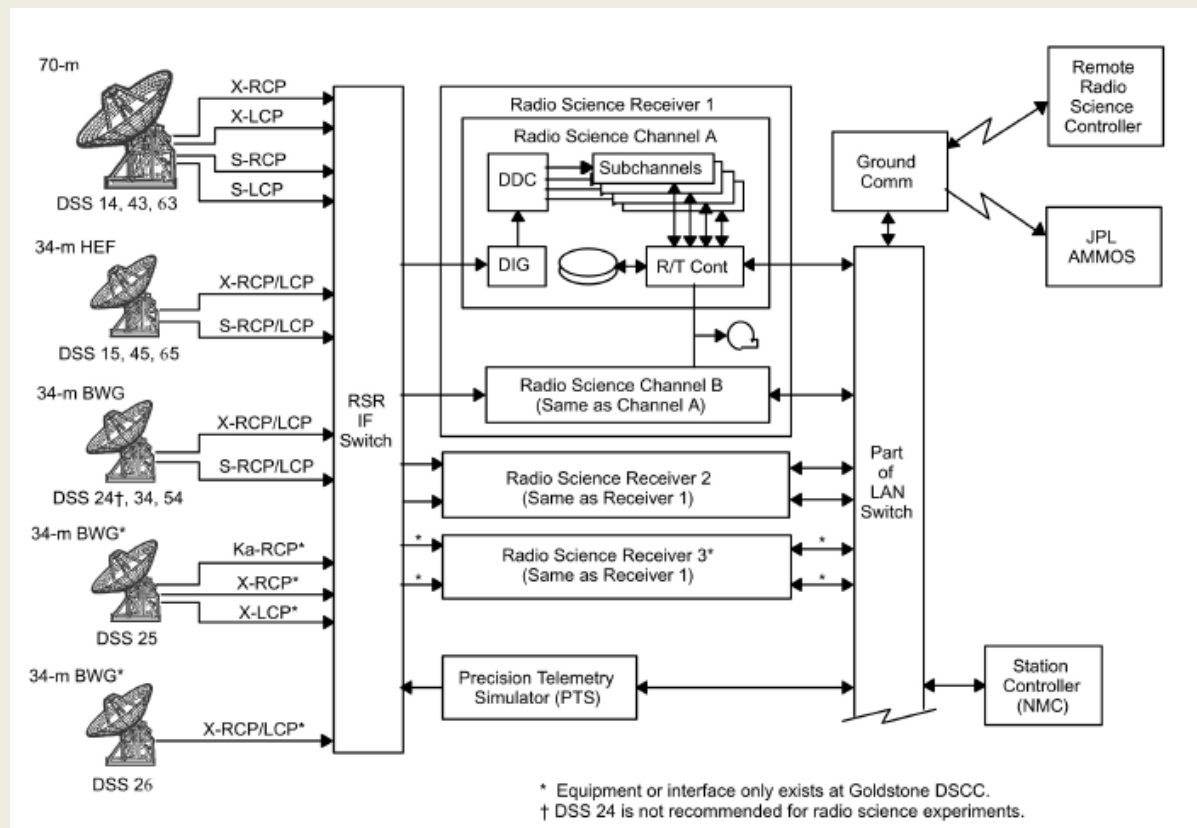 70-m
X-RCP
X-LCP
S-RCP
S-LCP
DSS 14, 43, 63
34-m HEF
X-RCP/LCP
S-RCP/LCP
DSS 15, 45, 65
34-m BWG
X-RCP/LCP
S-RCP/LCP
DSS 24†, 34, 54
34-m BWG*
Ka-RCP*
X-RCP*
X-LCP*
DSS 25
34-m BWG*
X-RCP/LCP*
DSS 26
RSR
IF
Switch
Radio Science Receiver 1
Radio Science Channel A
DDC
Subchannels
DIG
R/T Cont
Radio Science Channel B
(Same as Channel A)
Radio Science Receiver 2
(Same as Receiver 1)
*
*
Radio Science Receiver 3*
(Same as Receiver 1)
*
*
Precision Telemetry
Simulator (PTS)
Ground
Comm
Part
of
LAN
Switch
Remote
Radio
Science
Controller
JPL
AMMOS
Station
Controller
(NMC)
* Equipment or interface only exists at Goldstone DSCC.
† DSS 24 is not recommended for radio science experiments.